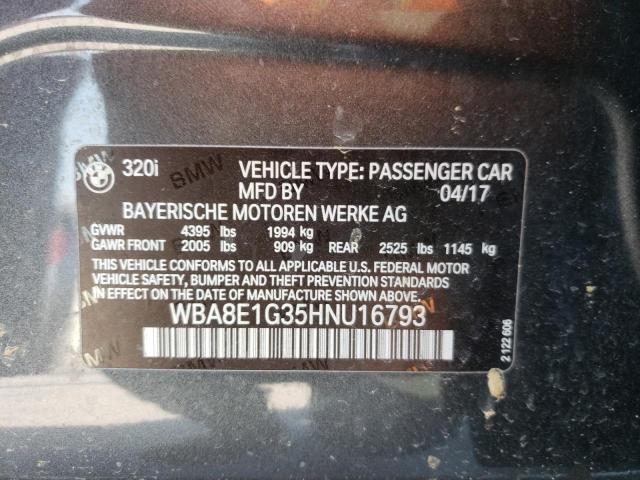 BMW 320i VEHICLE TYPE: PASSENGER CAR
MFD BY 04/17
BAYERISCHE MOTOREN WERKE AG
GVWR 4395 lbs 1994 kg
GAWR FRONT 2005 lbs 909 kg REAR 2525 lbs 1145 kg
THIS VEHICLE CONFORMS TO ALL APPLICABLE U.S. FEDERAL MOTOR
VEHICLE SAFETY, BUMPER AND THEFT PREVENTION STANDARDS
IN EFFECT ON THE DATE OF MANUFACTURE SHOWN ABOVE.
WBA8E1G35HNU16793
2 122 606